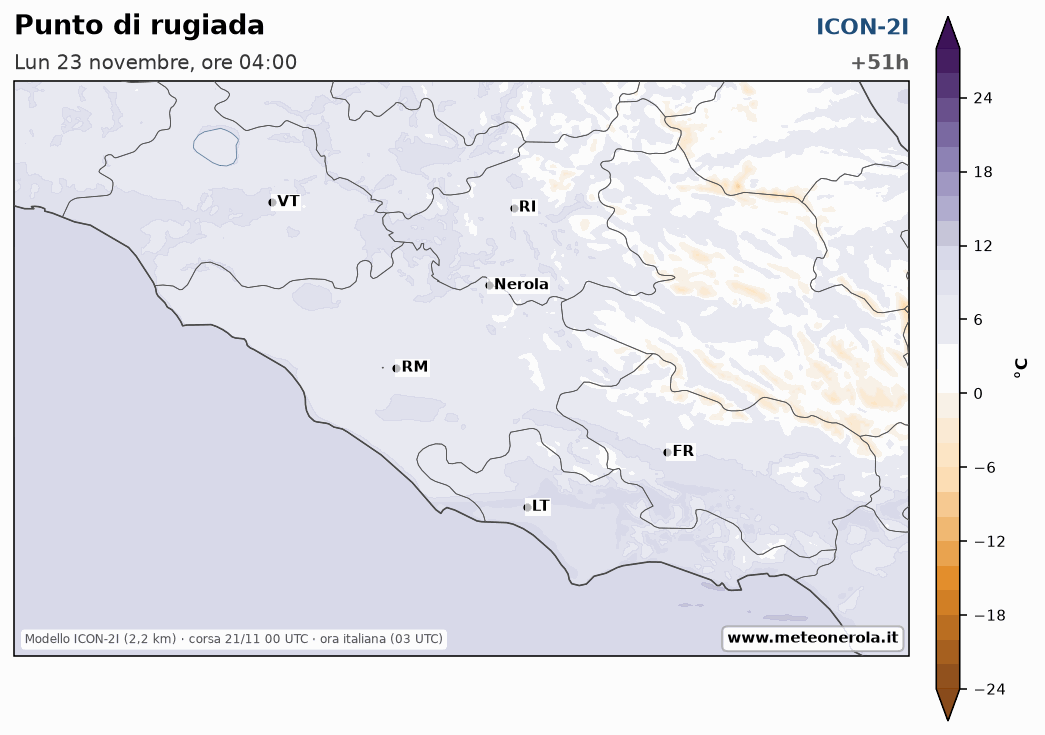 Punto di rugiada
ICON-2I
Lun 23 novembre, ore 04:00
+51h
VT
RI
Nerola
RM
FR
LT
24
18
12
6
0
−6
−12
−18
−24
°C
Modello ICON-2I (2,2 km) · corsa 21/11 00 UTC · ora italiana (03 UTC)
www.meteonerola.it